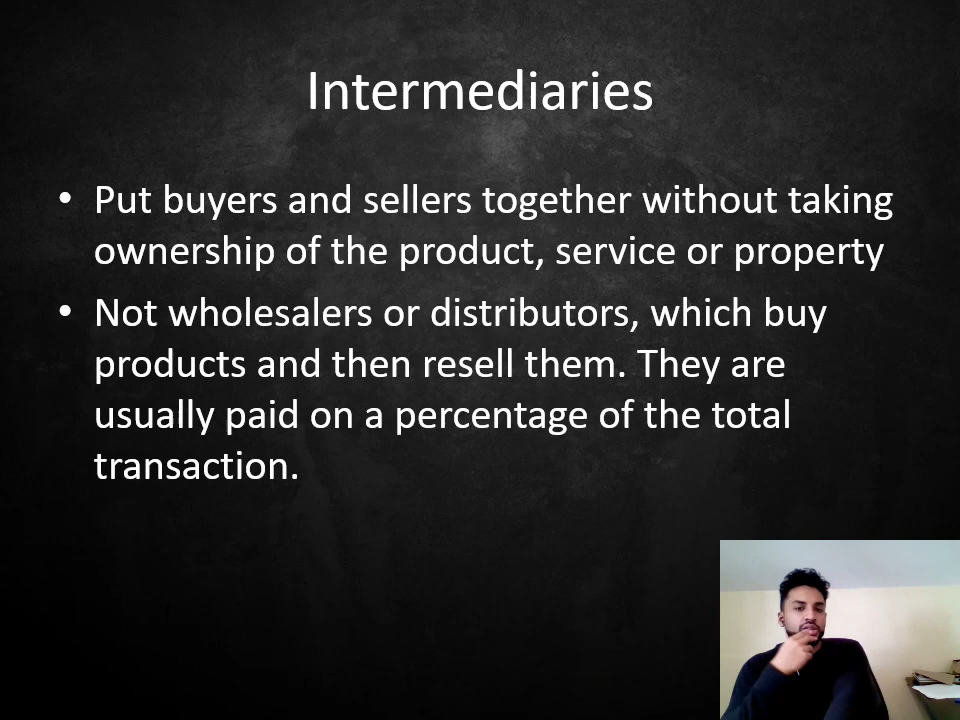 Intermediaries
• Put buyers and sellers together without taking
ownership of the product, service or property
• Not wholesalers or distributors, which buy
products and then resell them. They are
usually paid on a percentage of the total
transaction.